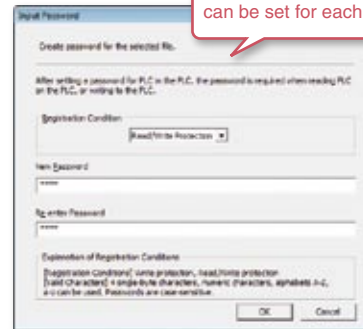 can be set for each
Input Password
Create password for the selected file.
After setting a password for PLC in the PLC, the password is required when reading PLC
on the PLC, or writing to the PLC.
Registration Condition
Read/Write Protection
New Password
****
Re-enter Password
****
Explanation of Registration Conditions
[Registration Conditions] Write protection, Read/Write protection
[Valid Characters] 4 single-byte characters, numeric characters, alphabets A-Z,
a-z can be used. Passwords are case-sensitive.
OK
Cancel